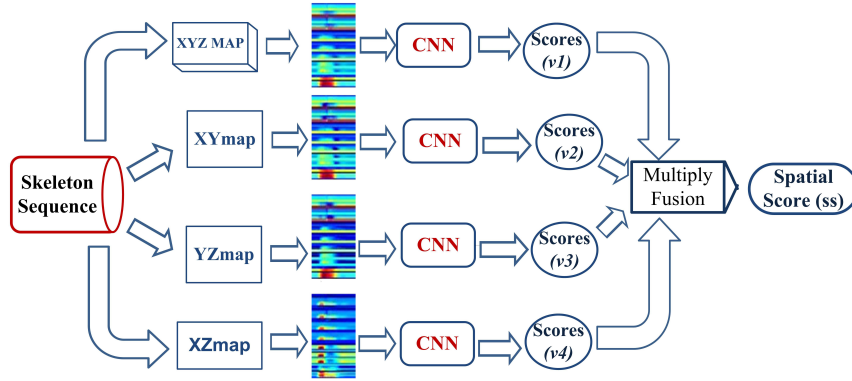 XYZ MAP
CNN
Scores
(v1)
XYmap
CNN
Scores
(v2)
Skeleton
Sequence
Multiply
Fusion
Spatial
Score (ss)
YZmap
CNN
Scores
(v3)
XZmap
CNN
Scores
(v4)